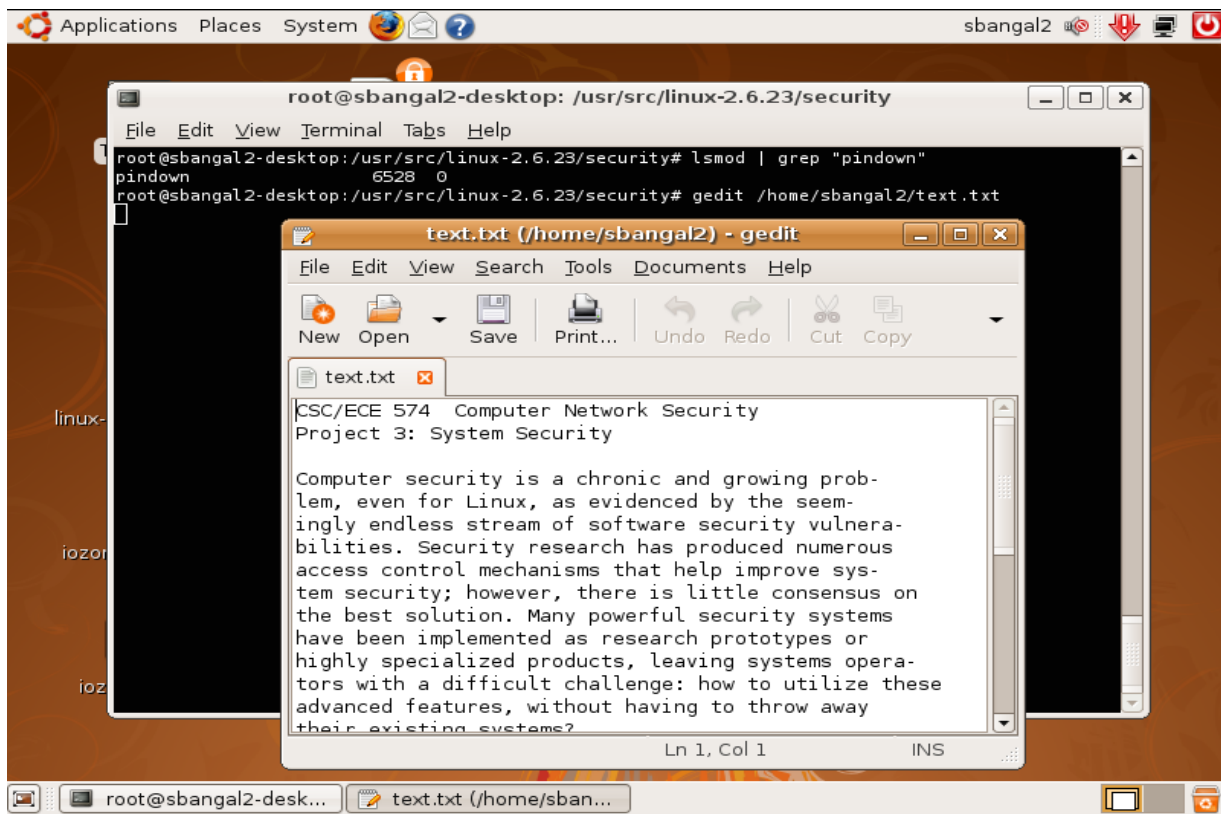 Applications Places System sbangal2
root@sbangal2-desktop: /usr/src/linux-2.6.23/security
File Edit View Terminal Tabs Help
root@sbangal2-desktop:/usr/src/linux-2.6.23/security# lsmod | grep "pindown"
pindown 6528 0
root@sbangal2-desktop:/usr/src/linux-2.6.23/security# gedit /home/sbangal2/text.txt
text.txt (/home/sbangal2) - gedit
File Edit View Search Tools Documents Help
New Open Save Print... Undo Redo Cut Copy
text.txt
CSC/ECE 574 Computer Network Security
Project 3: System Security
Computer security is a chronic and growing prob-
lem, even for Linux, as evidenced by the seem-
ingly endless stream of software security vulnera-
bilities. Security research has produced numerous
access control mechanisms that help improve sys-
tem security; however, there is little consensus on
the best solution. Many powerful security systems
have been implemented as research prototypes or
highly specialized products, leaving systems opera-
tors with a difficult challenge: how to utilize these
advanced features, without having to throw away
their existing systems?
Ln 1, Col 1 INS
linux-
iozo
ioz
root@sbangal2-desk... text.txt (/home/sban...